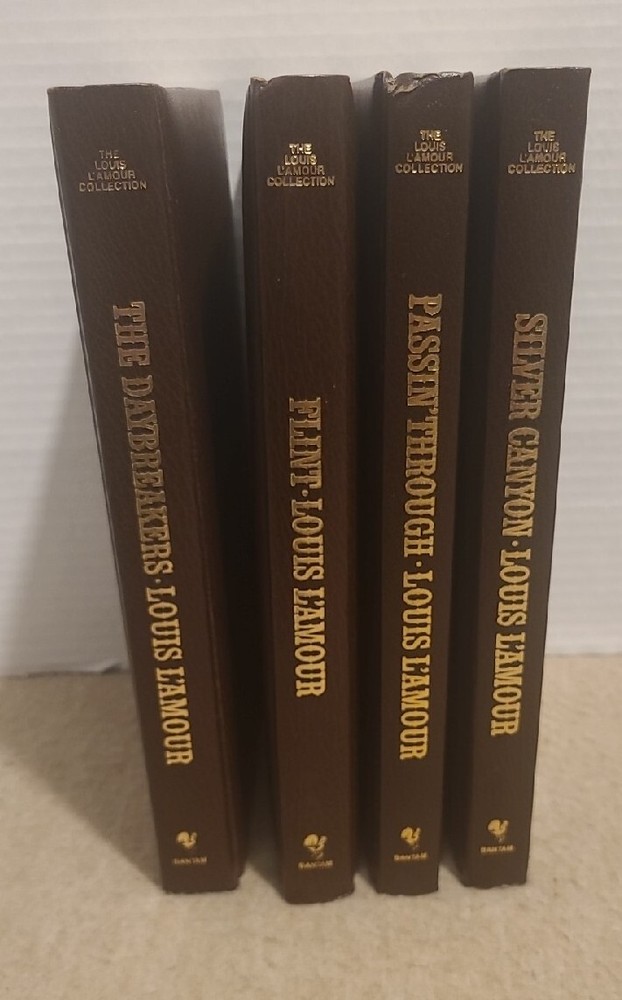 THE
LOUIS
L'AMOUR
COLLECTION
THE DAYBREAKERS · LOUIS L'AMOUR
BANTAM
THE
LOUIS
L'AMOUR
COLLECTION
FLINT · LOUIS L'AMOUR
BANTAM
THE
LOUIS
L'AMOUR
COLLECTION
PASSIN' THROUGH · LOUIS L'AMOUR
BANTAM
THE
LOUIS
L'AMOUR
COLLECTION
SILVER CANYON · LOUIS L'AMOUR
BANTAM